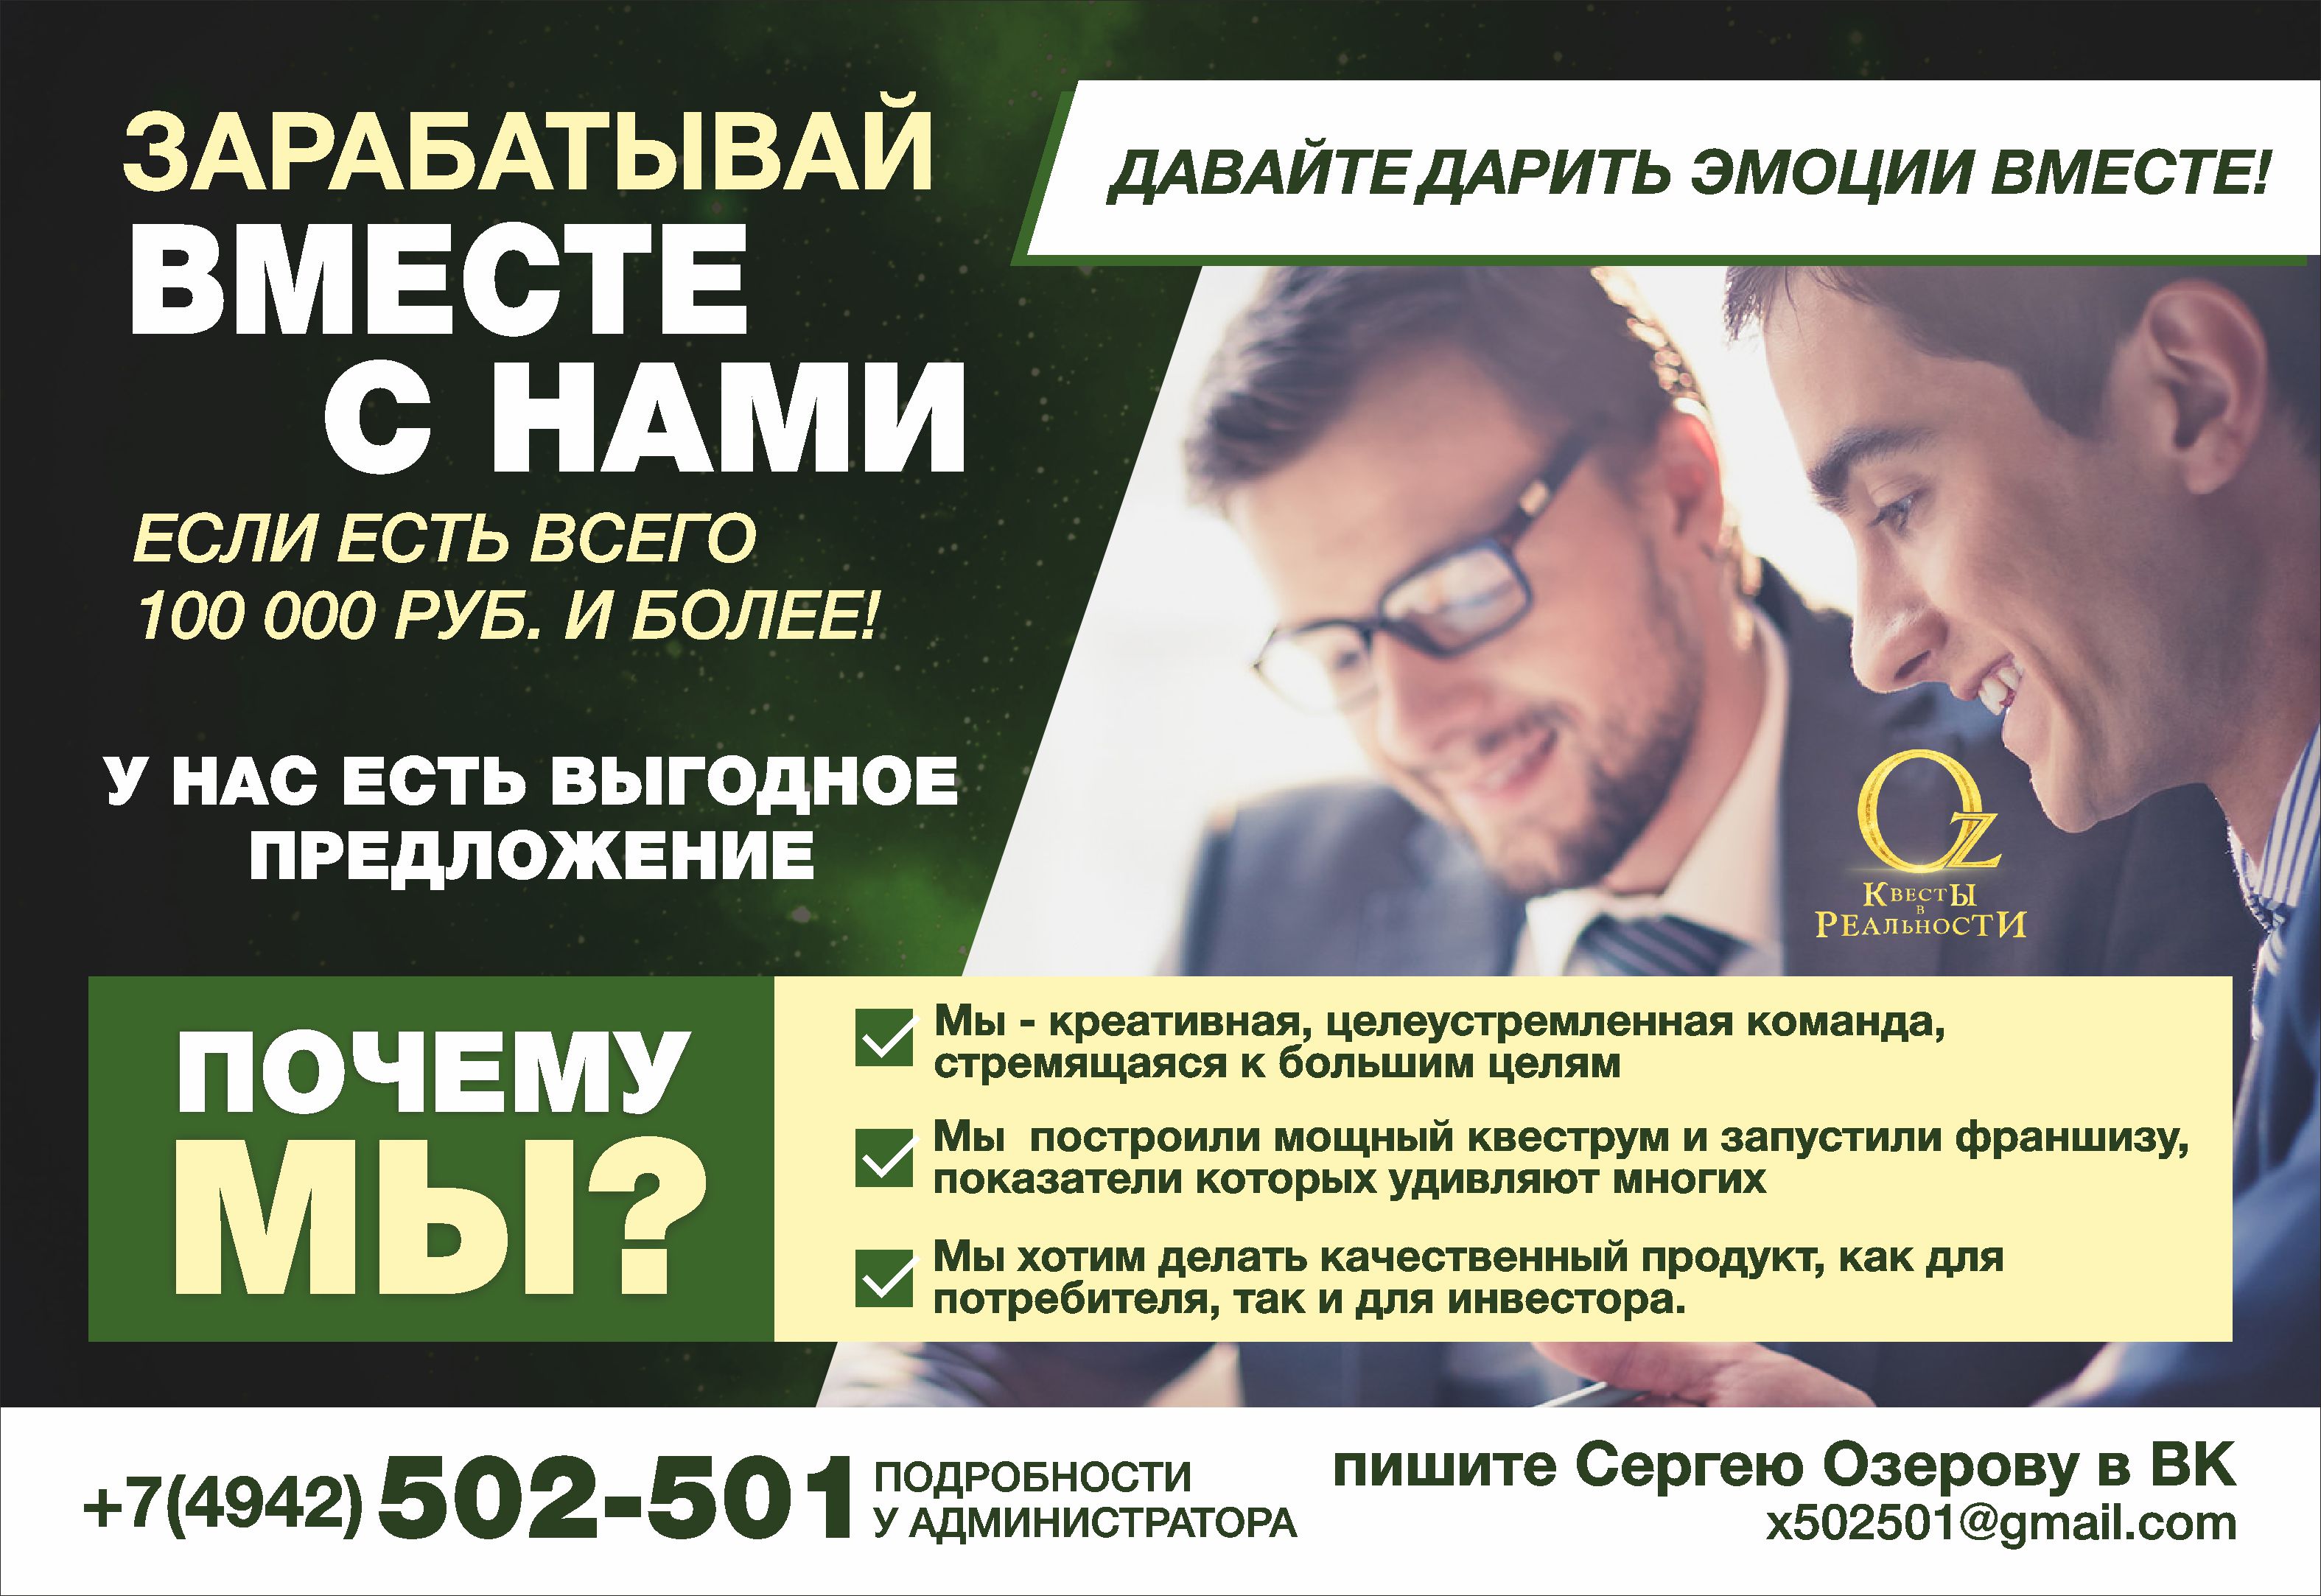 ЗАРАБАТЫВАЙ
ВМЕСТЕ
С НАМИ
ЕСЛИ ЕСТЬ ВСЕГО
100 000 РУБ. И БОЛЕЕ!
ДАВАЙТЕ ДАРИТЬ ЭМОЦИИ ВМЕСТЕ!
У НАС ЕСТЬ ВЫГОДНОЕ
ПРЕДЛОЖЕНИЕ
OZ
КВЕСТЫ
В
РЕАЛЬНОСТИ
ПОЧЕМУ
МЫ?
Мы - креативная, целеустремленная команда,
стремящаяся к большим целям
Мы построили мощный квеструм и запустили франшизу,
показатели которых удивляют многих
Мы хотим делать качественный продукт, как для
потребителя, так и для инвестора.
+7(4942) 502-501
ПОДРОБНОСТИ
У АДМИНИСТРАТОРА
пишите Сергею Озерову в ВК
x502501@gmail.com